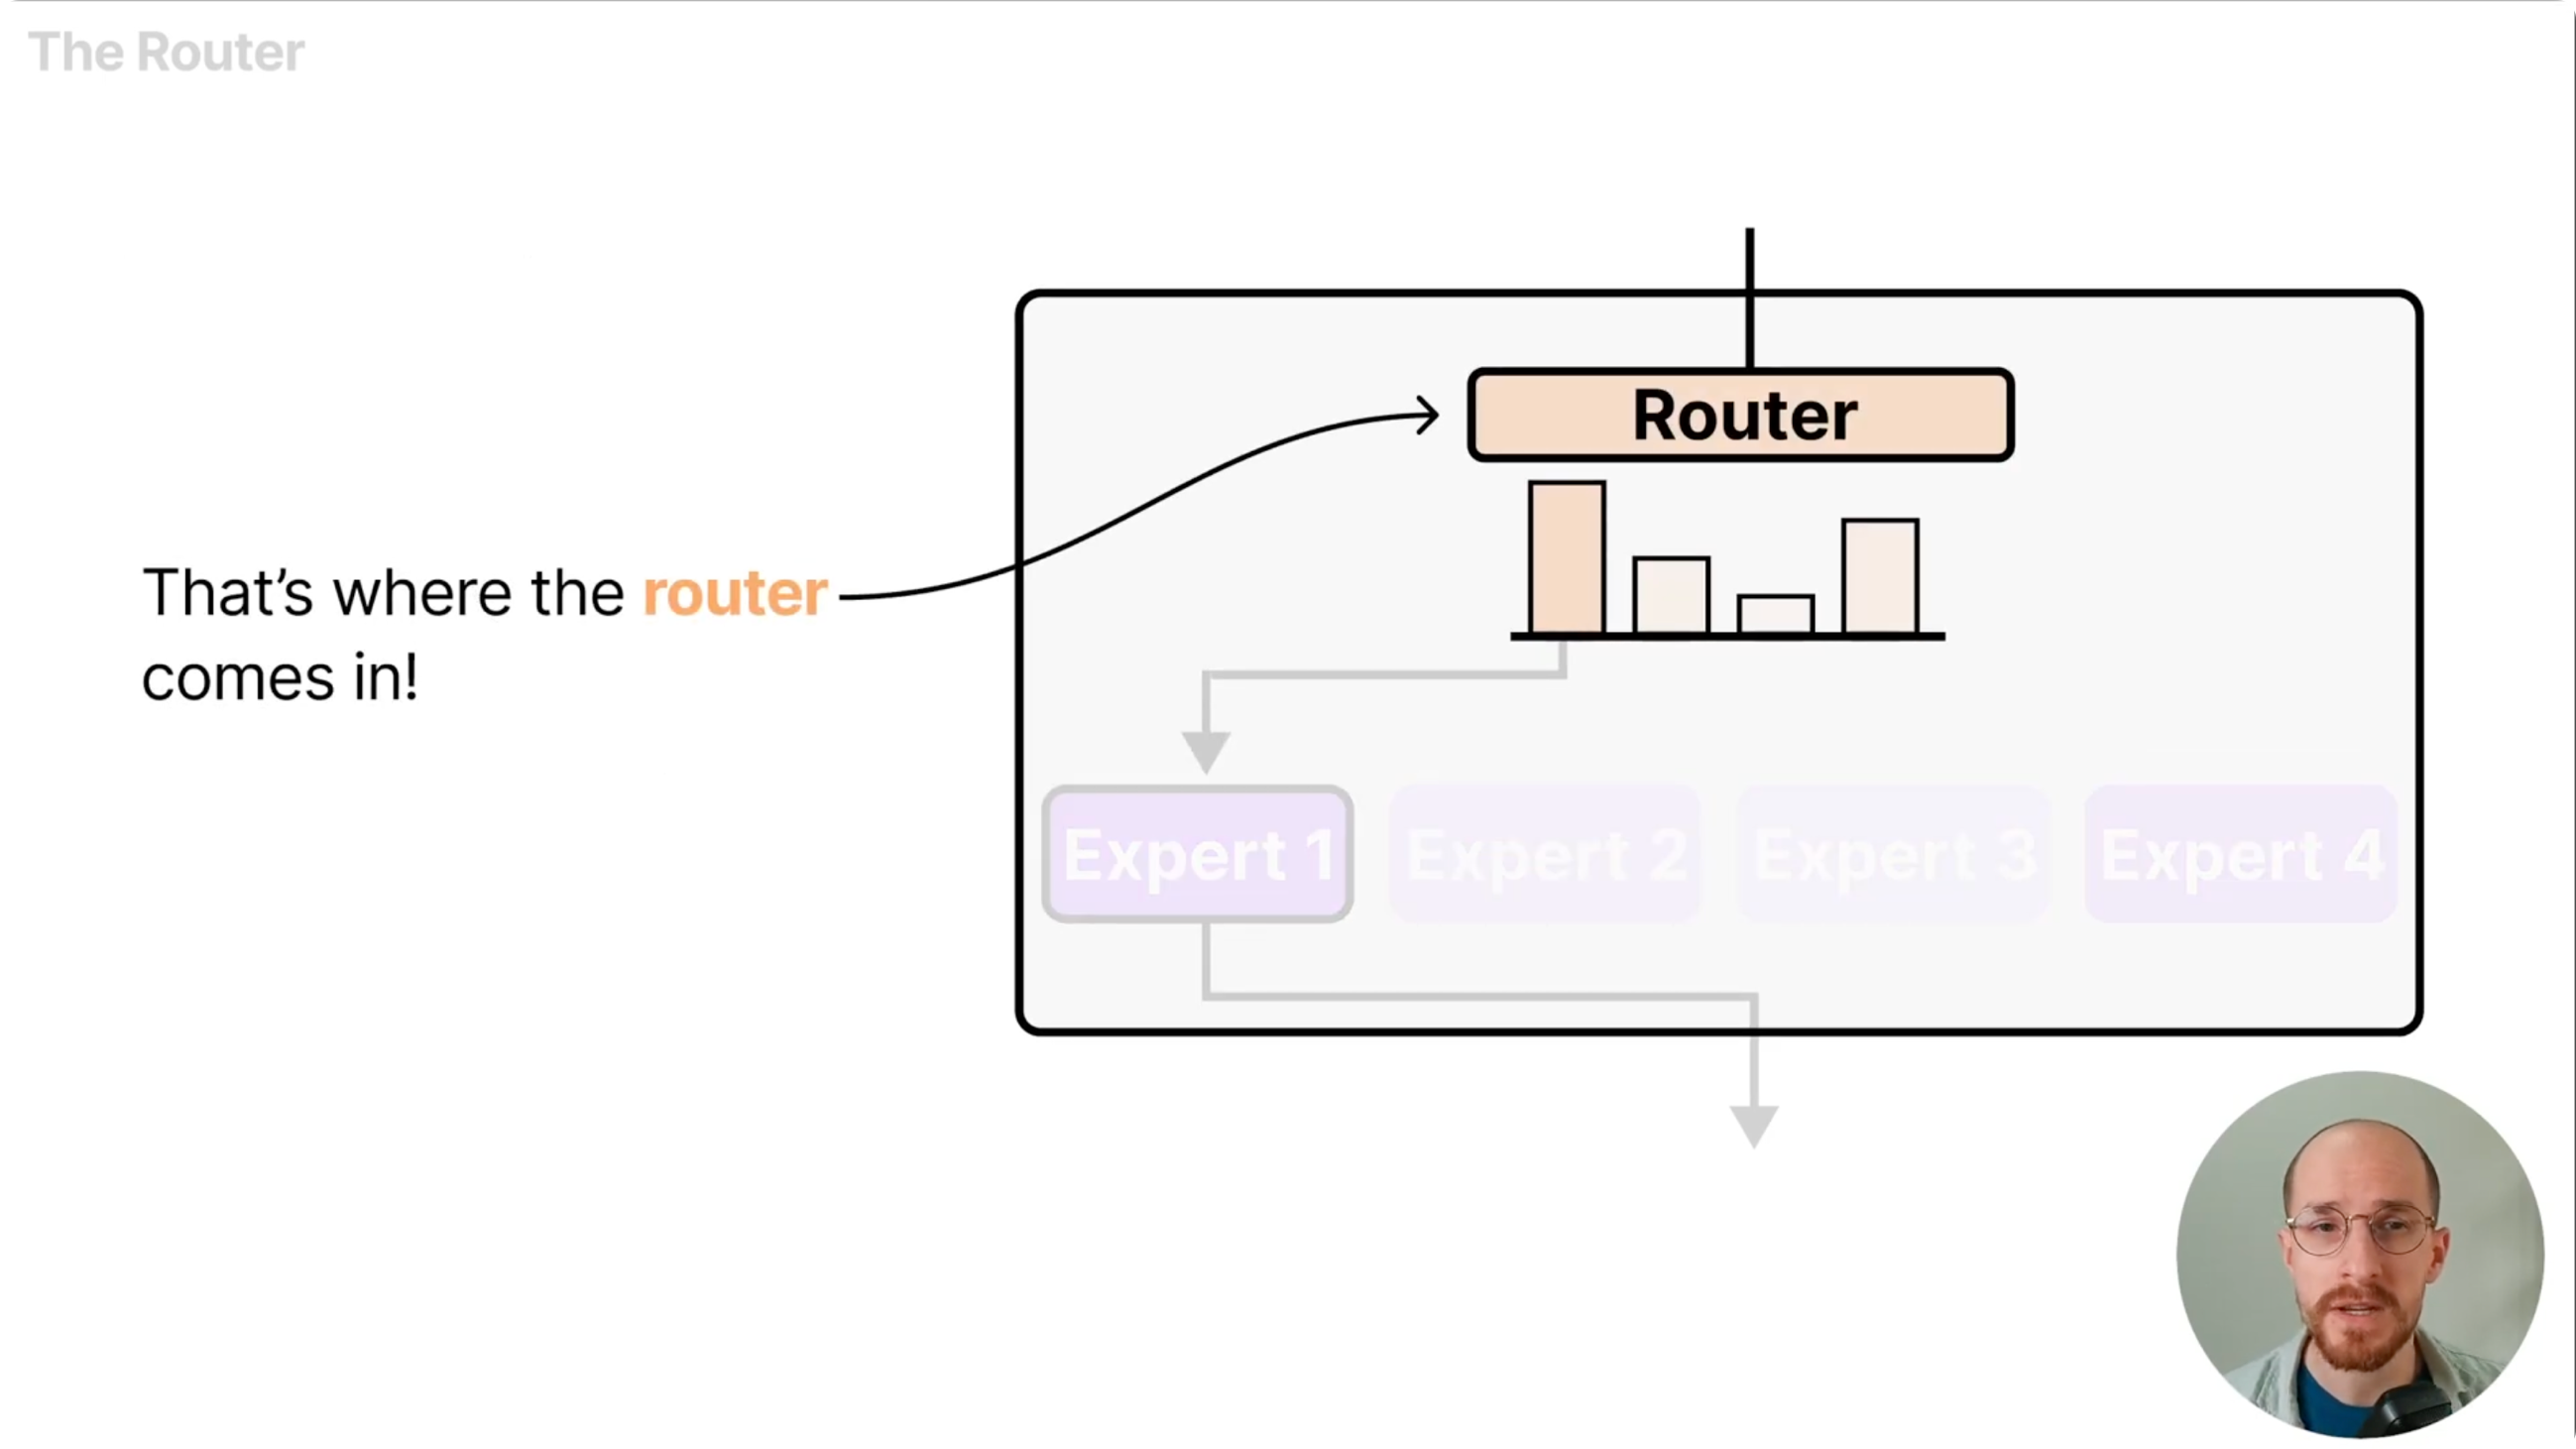 The Router
Router
That’s where the router
comes in!
Expert 1
Expert 2
Expert 3
Expert 4